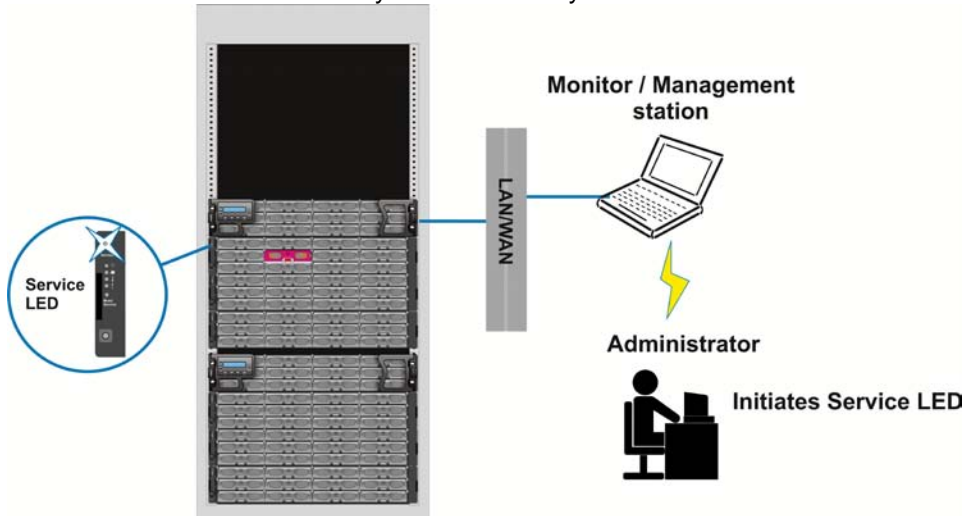 Monitor / Management
station
LAN/WAN
Service
LED
Administrator
Initiates Service LED